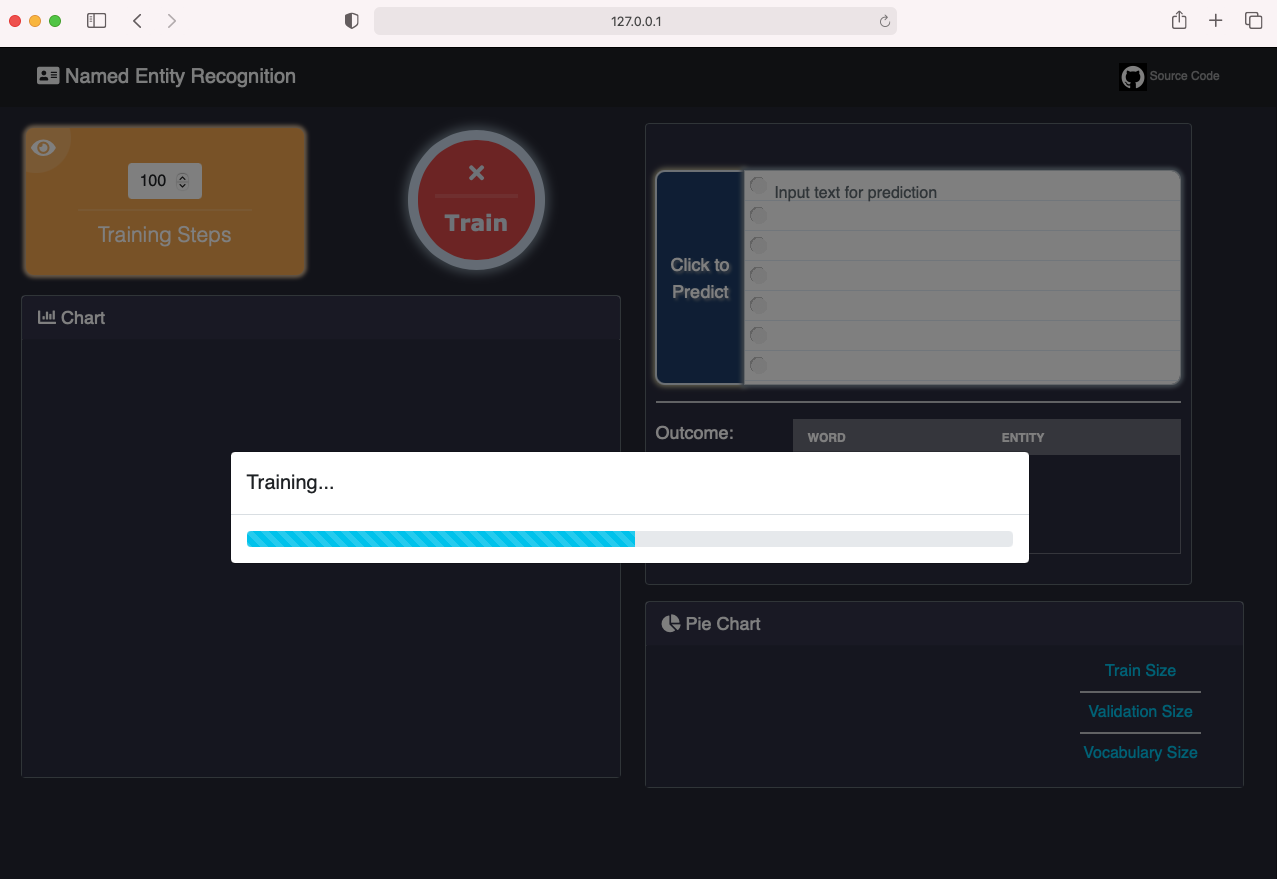 127.0.0.1
Named Entity Recognition
Source Code
100
Training Steps
Train
Input text for prediction
Click to
Predict
Chart
Outcome:
WORD ENTITY
Training...
Pie Chart
Train Size
Validation Size
Vocabulary Size